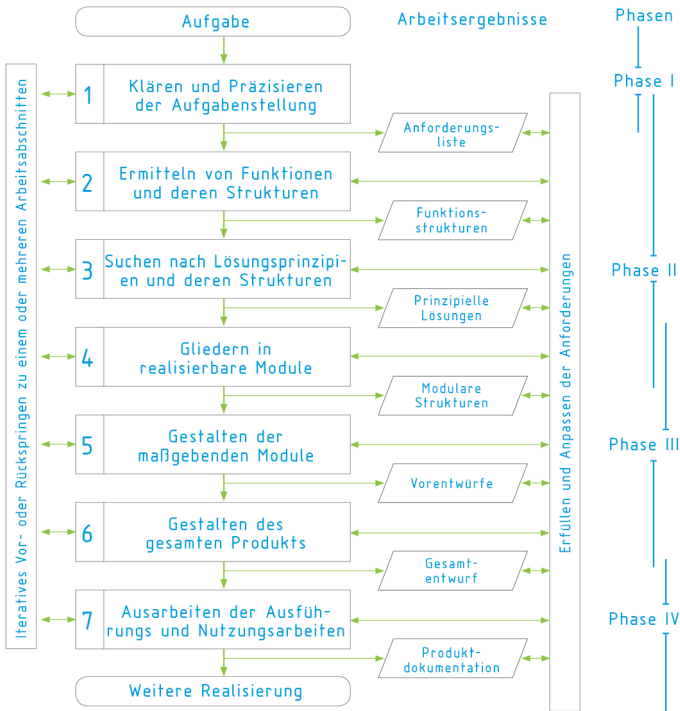 Aufgabe
Arbeitsergebnisse
Phasen
Iteratives Vor- oder Rückspringen zu einem oder mehreren Arbeitsabschnitten
1
Klären und Präzisieren
der Aufgabenstellung
Phase I
Anforderungs-
liste
2
Ermitteln von Funktionen
und deren Strukturen
Funktions-
strukturen
3
Suchen nach Lösungsprinzipi-
en und deren Strukturen
Phase II
Prinzipielle
Lösungen
4
Gliedern in
realisierbare Module
Modulare
Strukturen
5
Gestalten der
maßgebenden Module
Phase III
Vorentwürfe
6
Gestalten des
gesamten Produkts
Gesamt-
entwurf
7
Ausarbeiten der Ausfüh-
rungs und Nutzungsarbeiten
Phase IV
Produkt-
dokumentation
Weitere Realisierung
Erfüllen und Anpassen der Anforderungen